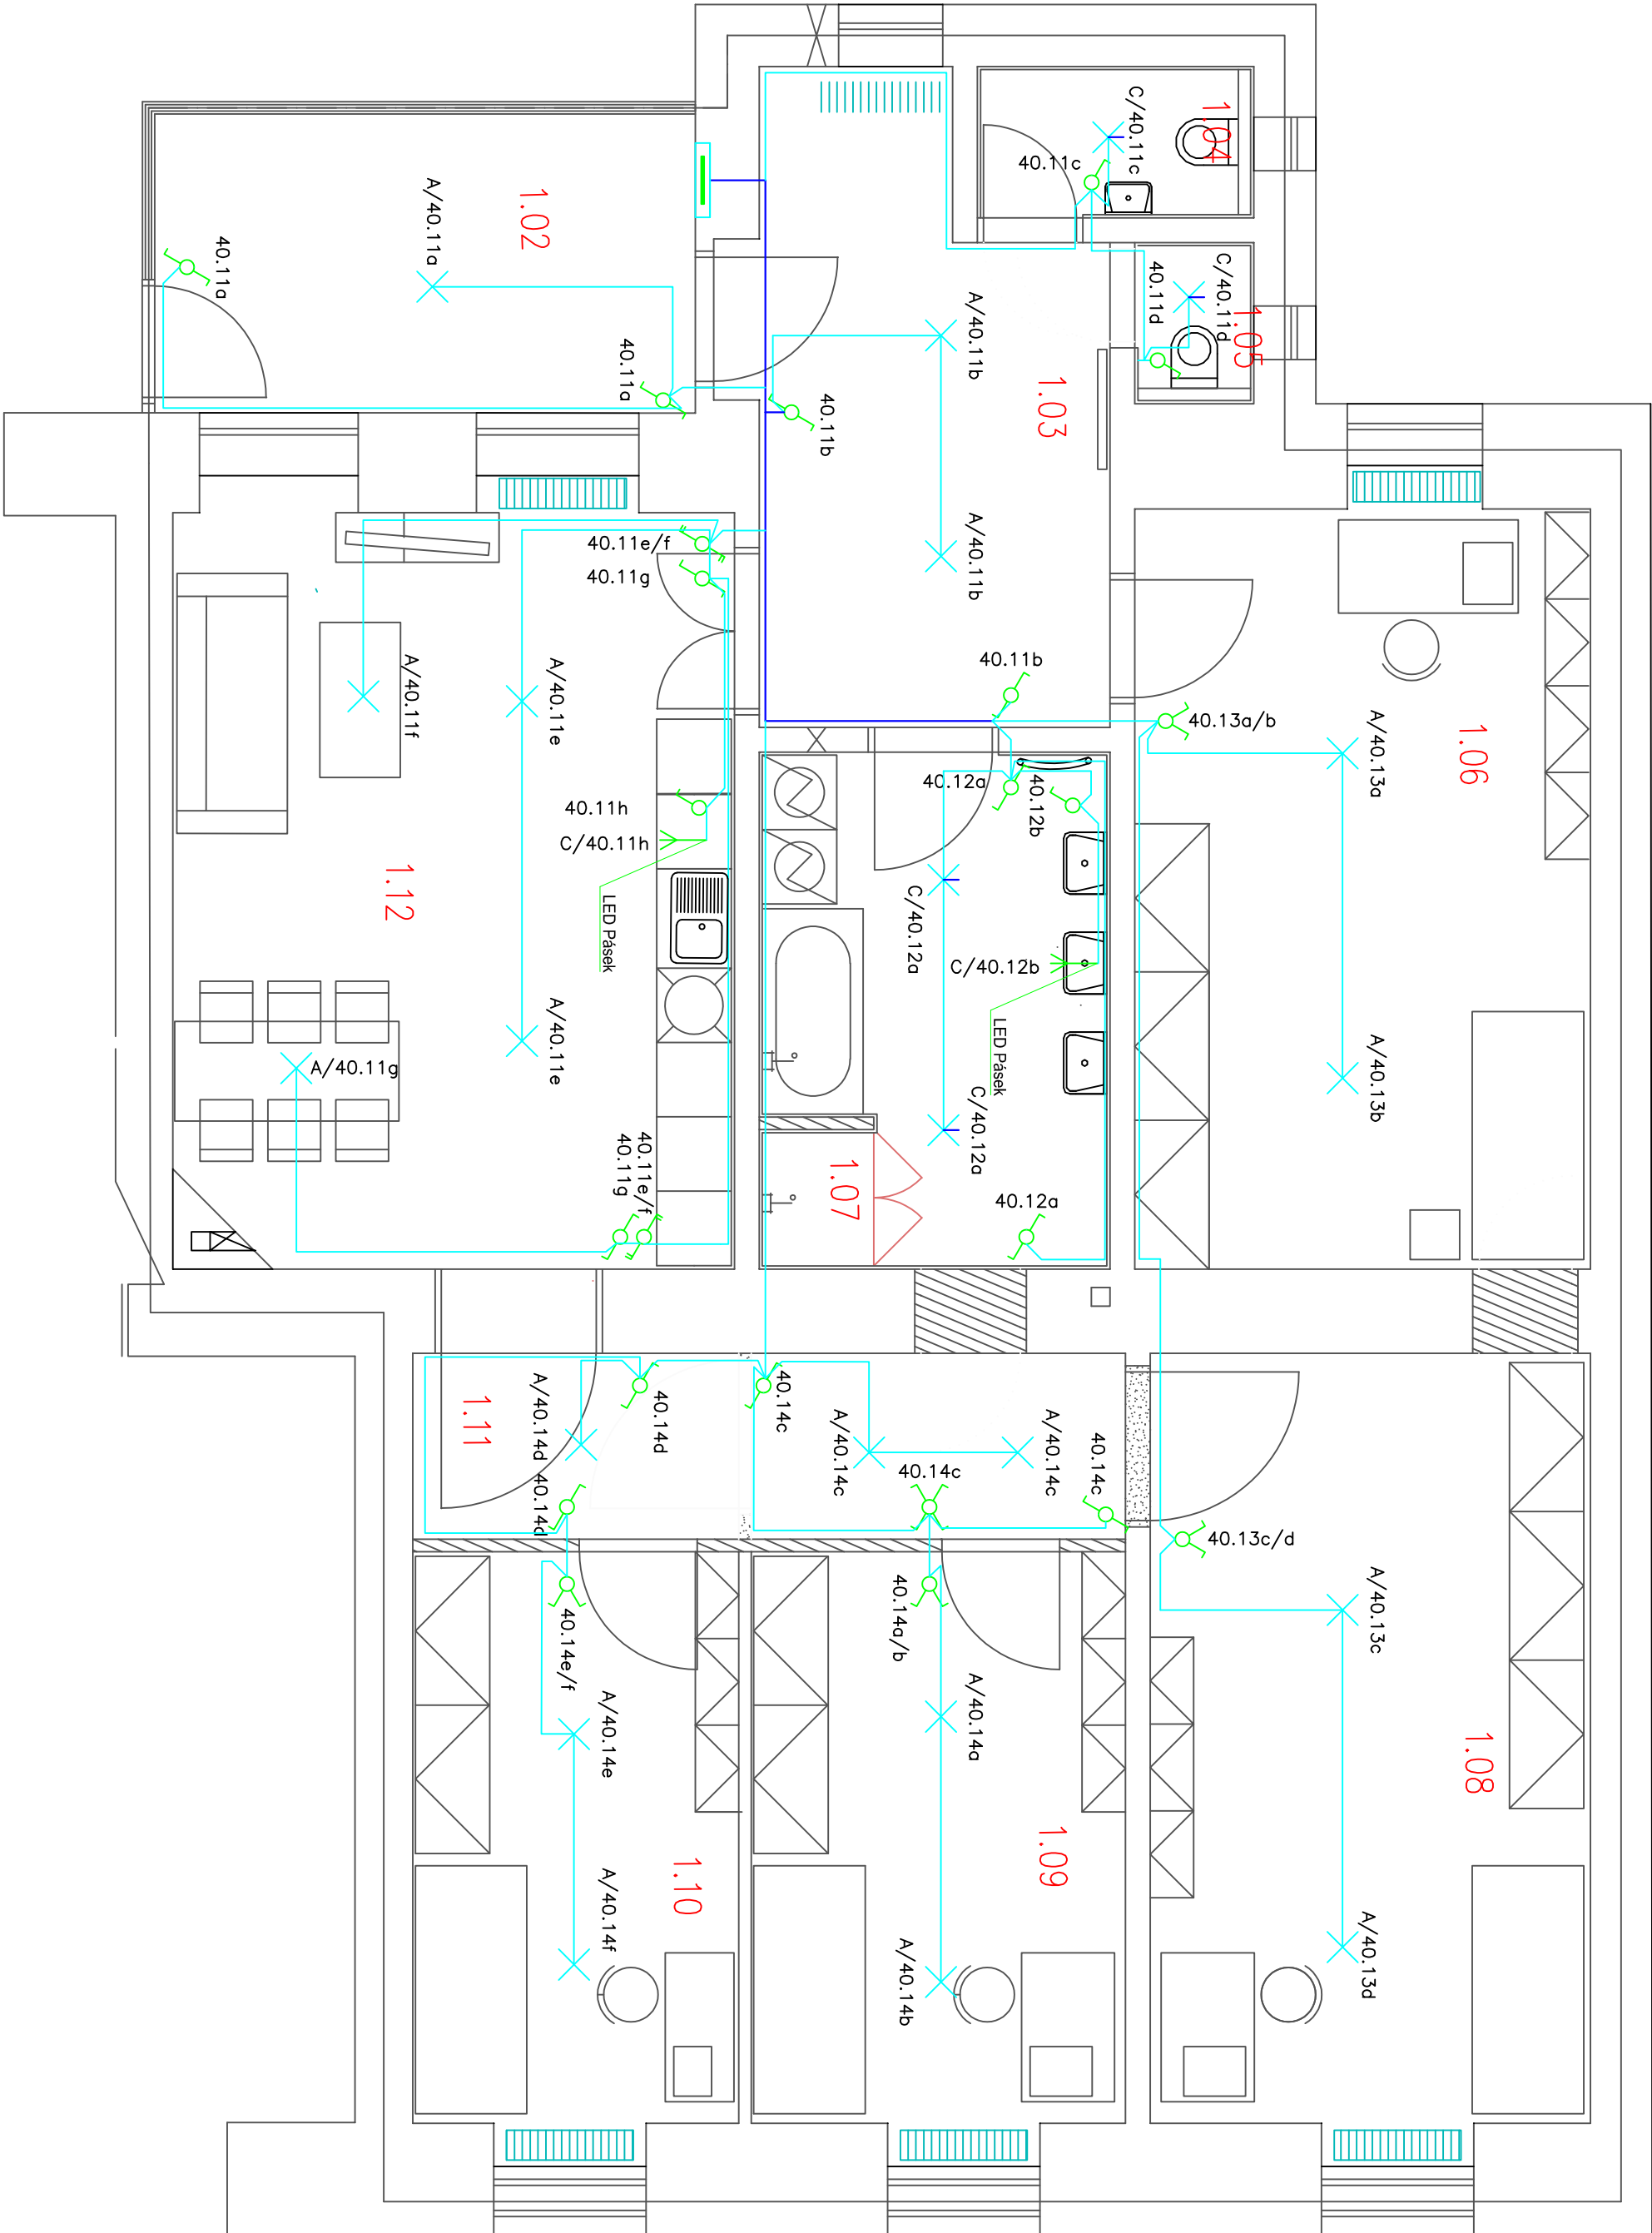 1.04
C/40.11c
40.11c
A/40.11a
1.02
40.11a
40.11a
C/40.11d
1.05
40.11d
A/40.11b
1.03
40.11b
A/40.11b
40.11b
40.11e/f
40.11g
A/40.11f
A/40.11e
40.13a/b
A/40.13a
1.06
40.12a
40.12b
40.11h
C/40.11h
LED Pásek
1.12
C/40.12a
C/40.12b
LED Pásek
A/40.11e
A/40.11g
C/40.12a
A/40.13b
1.07
40.12a
40.11e/f
40.11g
A/40.14d
1.11
40.14d
40.14c
A/40.14c
A/40.14c
40.14c
40.14c
40.14d
40.13c/d
40.14e/f
40.14a/b
A/40.13c
A/40.14e
A/40.14a
1.08
1.09
1.10
A/40.14f
A/40.14b
A/40.13d